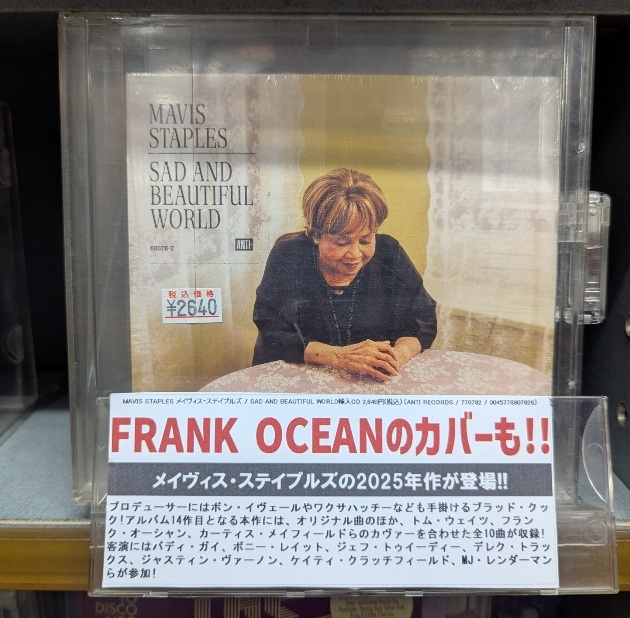 MAVIS
STAPLES
SAD AND
BEAUTIFUL
WORLD
88078-2
ANTI-
税込価格
¥2640
MAVIS STAPLES メイヴィス・ステイプルズ / SAD AND BEAUTIFUL WORLD輸入CD 2,640円(税込) (ANTI RECORDS / 770782 / 0045778807826)
FRANK OCEANのカバーも!!
メイヴィス・ステイプルズの2025年作が登場!!
プロデューサーにはボン・イヴェールやワクサハッチーなども手掛けるブラッド・クッ
ク!アルバム14作目となる本作には、オリジナル曲のほか、トム・ウェイツ、フラン
ク・オーシャン、カーティス・メイフィールドらのカヴァーを合わせた全10曲が収録!
客演にはバディ・ガイ、ボニー・レイット、ジェフ・トゥイーディー、デレク・トラッ
クス、ジャスティン・ヴァーノン、ケイティ・クラッチフィールド、MJ・レンダーマン
らが参加!
DISCO